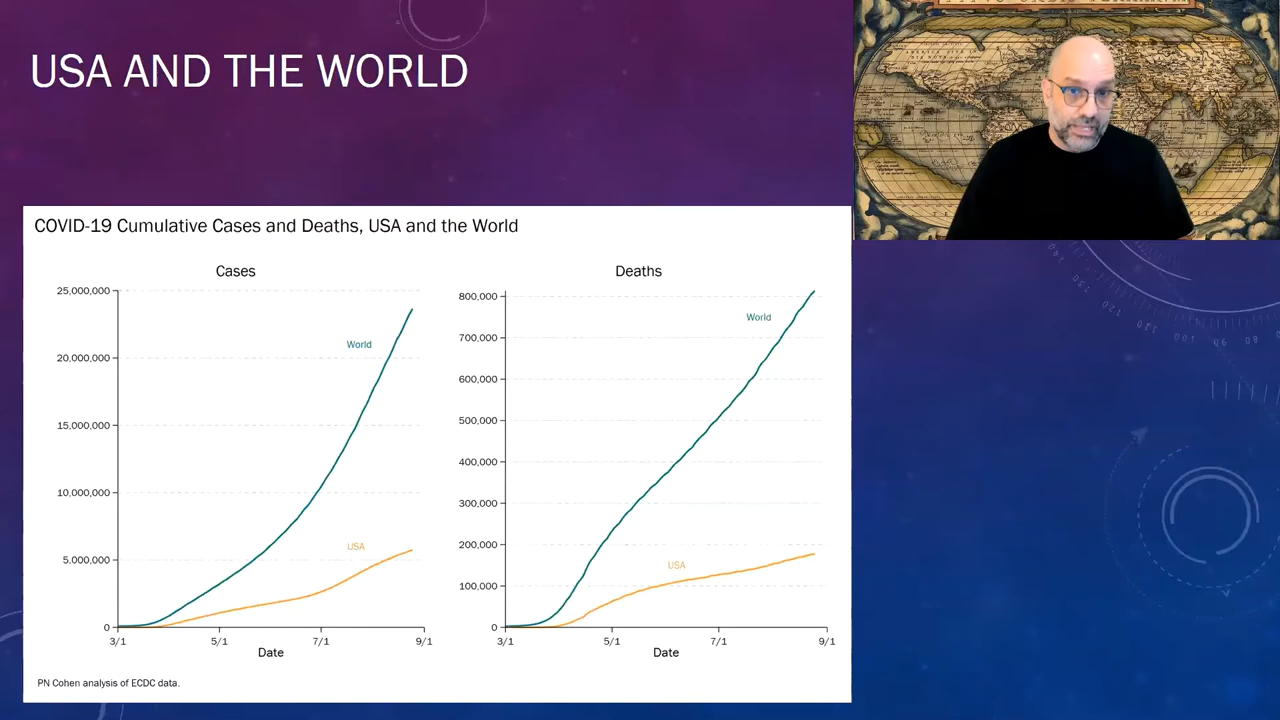 USA AND THE WORLD
COVID-19 Cumulative Cases and Deaths, USA and the World
Cases
25,000,000
20,000,000
15,000,000
10,000,000
5,000,000
0
World
USA
3/1
5/1
7/1
9/1
Date
Deaths
800,000
700,000
600,000
500,000
400,000
300,000
200,000
100,000
0
World
USA
3/1
5/1
7/1
9/1
Date
PN Cohen analysis of ECDC data.